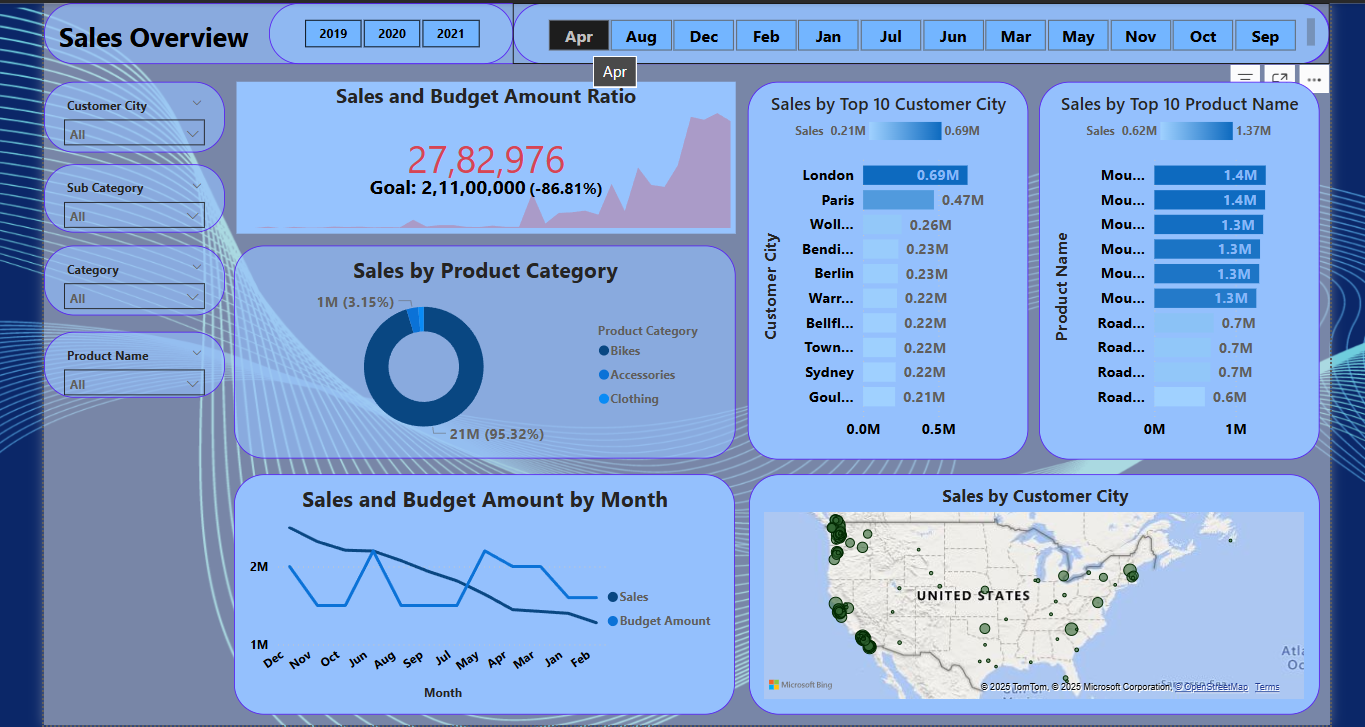 Sales Overview
2019 2020 2021
Apr Aug Dec Feb Jan Jul Jun Mar May Nov Oct Sep
Apr
Customer City
All
Sub Category
All
Category
All
Product Name
All
Sales and Budget Amount Ratio
27,82,976
Goal: 2,11,00,000 (-86.81%)
Sales by Product Category
1M (3.15%)
21M (95.32%)
Product Category
Bikes
Accessories
Clothing
Sales by Top 10 Customer City
Sales 0.21M 0.69M
Customer City
London 0.69M
Paris 0.47M
Woll... 0.26M
Bendi... 0.23M
Berlin 0.23M
Warr... 0.22M
Bellfl... 0.22M
Town... 0.22M
Sydney 0.22M
Goul... 0.21M
0.0M 0.5M
Sales by Top 10 Product Name
Sales 0.62M 1.37M
Product Name
Mou... 1.4M
Mou... 1.4M
Mou... 1.3M
Mou... 1.3M
Mou... 1.3M
Mou... 1.3M
Road... 0.7M
Road... 0.7M
Road... 0.7M
Road... 0.6M
0M 1M
Sales and Budget Amount by Month
2M
1M
Dec Nov Oct Jun Aug Sep Jul May Apr Mar Jan Feb
Month
Sales
Budget Amount
Sales by Customer City
UNITED STATES
Microsoft Bing
© 2025 TomTom, © 2025 Microsoft Corporation, © OpenStreetMap Terms